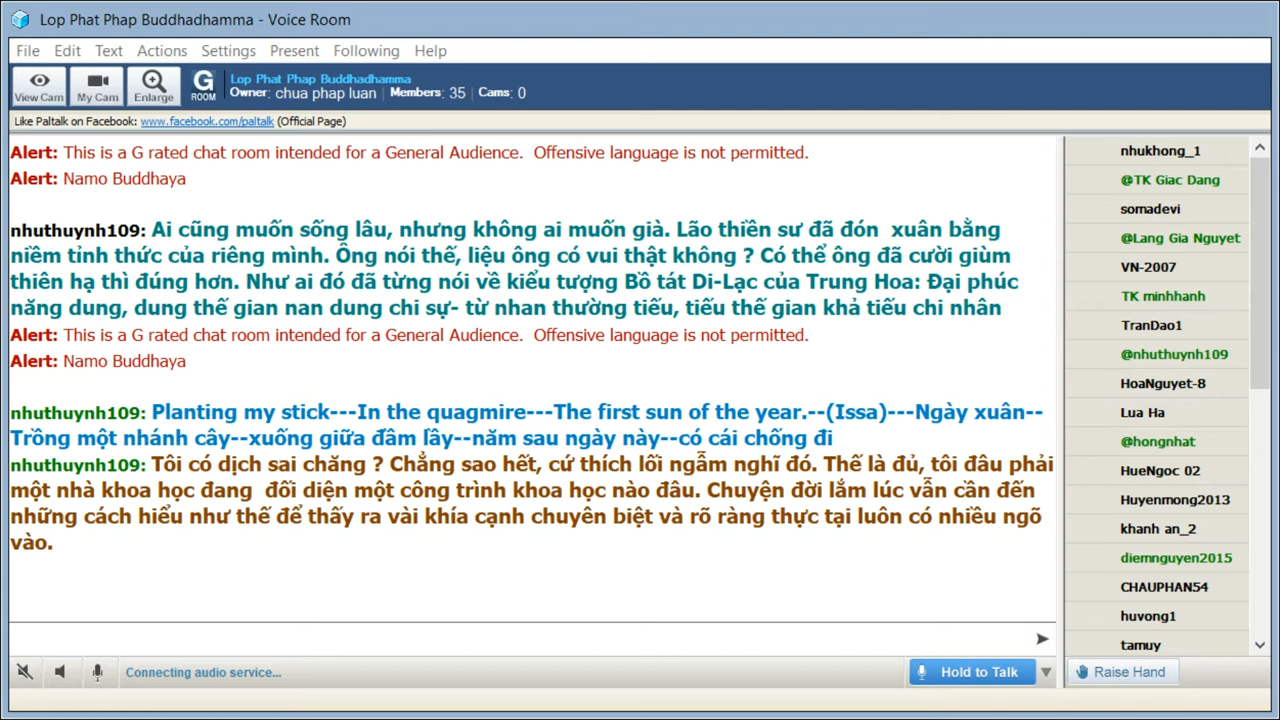 Lop Phat Phap Buddhadhamma - Voice Room
File Edit Text Actions Settings Present Following Help
View Cam My Cam Enlarge G ROOM
Lop Phat Phap Buddhadhamma
Owner: chua phap luan | Members: 35 | Cams: 0
Like Paltalk on Facebook: www.facebook.com/paltalk (Official Page)
Alert: This is a G rated chat room intended for a General Audience. Offensive language is not permitted.
Alert: Namo Buddhaya
nhuthuynh109: Ai cũng muốn sống lâu, nhưng không ai muốn già. Lão thiền sư đã đón xuân bằng
niềm tỉnh thức của riêng mình. Ông nói thế, liệu ông có vui thật không ? Có thể ông đã cười giùm
thiên hạ thì đúng hơn. Như ai đó đã từng nói về kiểu tượng Bồ tát Di-Lạc của Trung Hoa: Đại phúc
năng dung, dung thế gian nan dung chi sự- từ nhan thường tiếu, tiếu thế gian khả tiếu chi nhân
Alert: This is a G rated chat room intended for a General Audience. Offensive language is not permitted.
Alert: Namo Buddhaya
nhuthuynh109: Planting my stick---In the quagmire---The first sun of the year.--(Issa)---Ngày xuân--
Trồng một nhánh cây--xuống giữa đầm lầy--năm sau ngày này--có cái chống đi
nhuthuynh109: Tôi có dịch sai chăng ? Chẳng sao hết, cứ thích lối ngẫm nghĩ đó. Thế là đủ, tôi đâu phải
một nhà khoa học đang đối diện một công trình khoa học nào đâu. Chuyện đời lắm lúc vẫn cần đến
những cách hiểu như thế để thấy ra vài khía cạnh chuyên biệt và rõ ràng thực tại luôn có nhiều ngõ
vào.
nhukhong_1
@TK Giac Dang
somadevi
@Lang Gia Nguyet
VN-2007
TK minhhanh
TranDao1
@nhuthuynh109
HoaNguyet-8
Lua Ha
@hongnhat
HueNgoc 02
Huyenmong2013
khanh an_2
diemnguyen2015
CHAUPHAN54
huvong1
tamuy
Connecting audio service...
Hold to Talk
Raise Hand